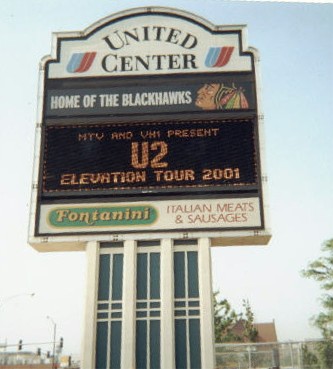 UNITED
CENTER
HOME OF THE BLACKHAWKS
MTV AND VH1 PRESENT
U2
ELEVATION TOUR 2001
Fontanini
ITALIAN MEATS
& SAUSAGES